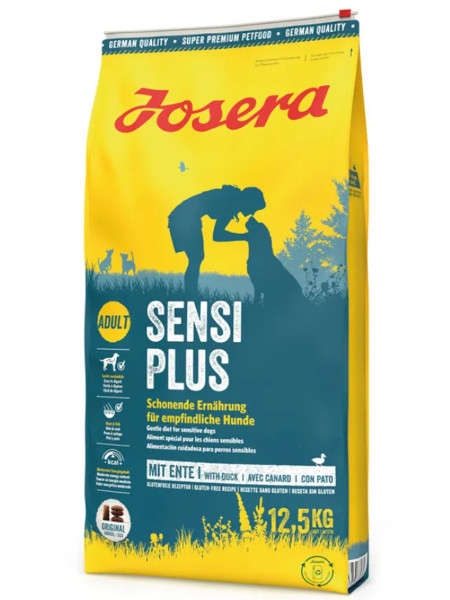 GERMAN QUALITY • SUPER PREMIUM PETFOOD • GERMAN QUALITY
Josera
ADULT
SENSI
PLUS
Schonende Ernährung
für empfindliche Hunde
Gentle diet for sensitive dogs
Aliment spécial pour les chiens sensibles
Alimentación cuidadosa para perros sensibles
MIT ENTE | WITH DUCK | AVEC CANARD | CON PATO
GLUTENFREIE REZEPTUR | GLUTEN-FREE RECIPE | RECETTE SANS GLUTEN | RECETA SIN GLUTEN
kcal
ORIGINAL
12,5KG
Josera